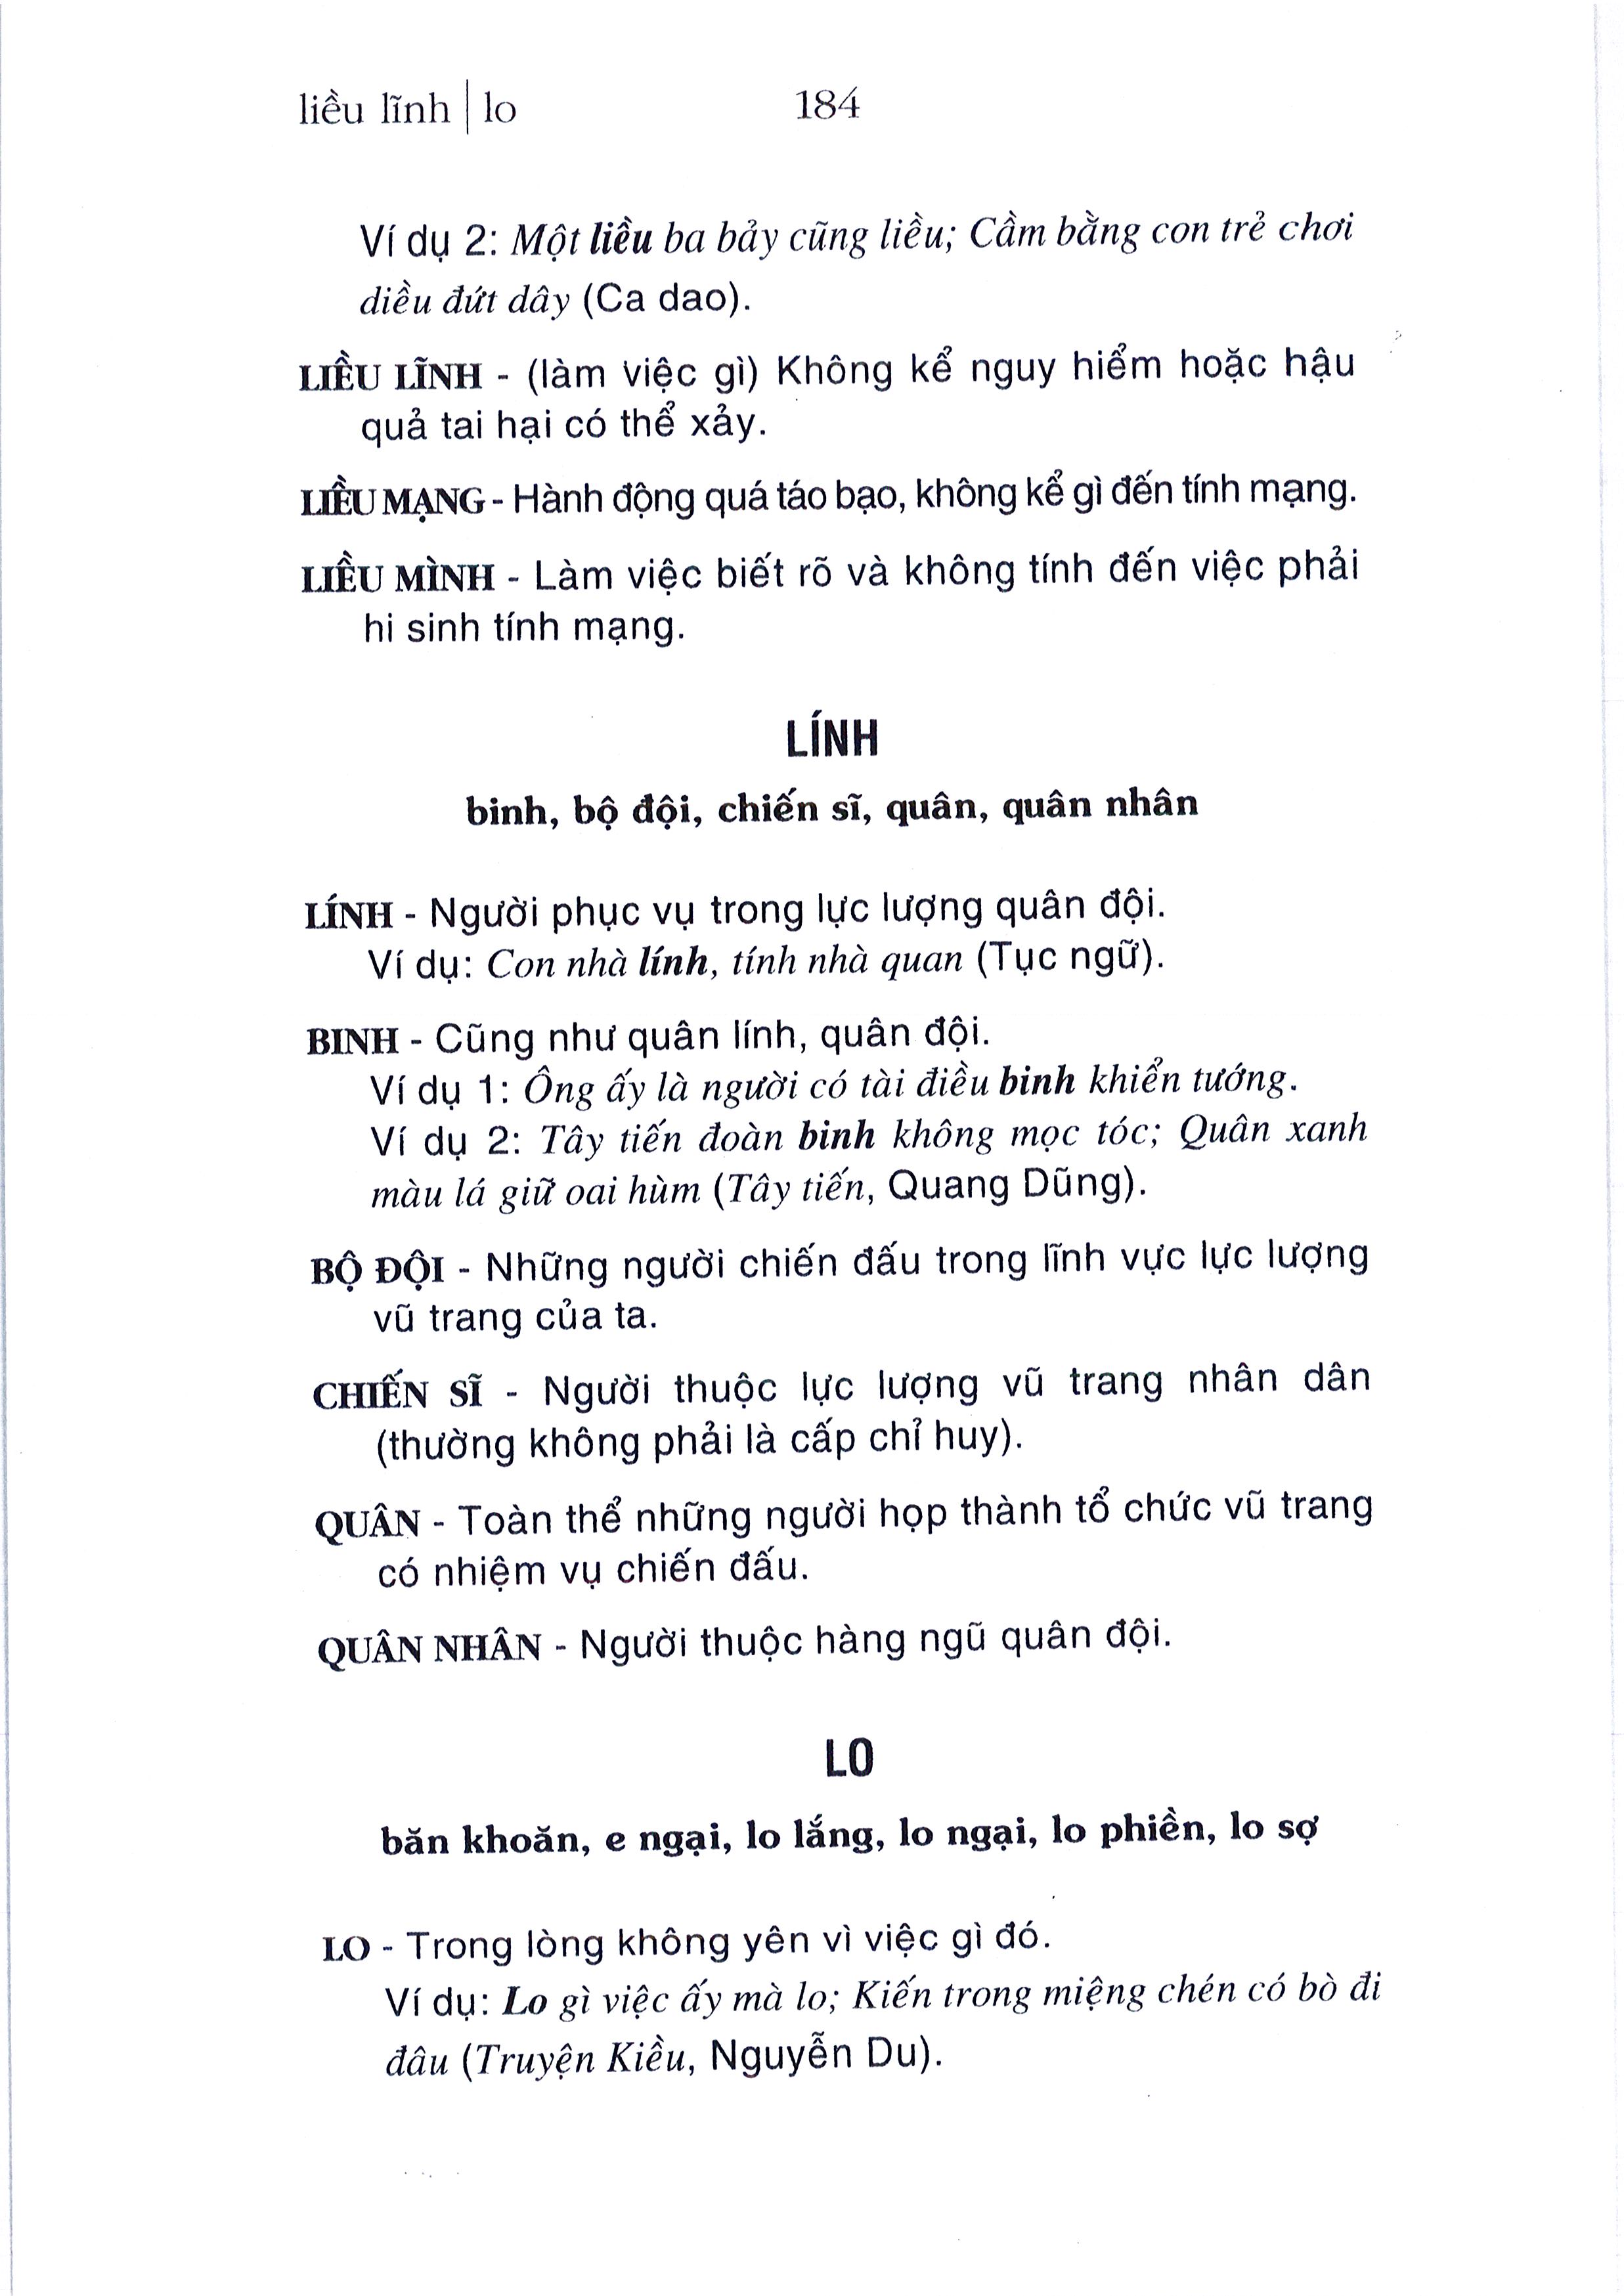 liều lĩnh | lo 184
Ví dụ 2: Một liều ba bảy cũng liều; Cầm bằng con trẻ chơi
diều đứt dây (Ca dao).
LIỀU LĨNH - (làm việc gì) Không kể nguy hiểm hoặc hậu
quả tai hại có thể xảy.
LIỀU MẠNG - Hành động quá táo bạo, không kể gì đến tính mạng.
LIỀU MÌNH - Làm việc biết rõ và không tính đến việc phải
hi sinh tính mạng.
LÍNH
binh, bộ đội, chiến sĩ, quân, quân nhân
LÍNH - Người phục vụ trong lực lượng quân đội.
Ví dụ: Con nhà lính, tính nhà quan (Tục ngữ).
BINH - Cũng như quân lính, quân đội.
Ví dụ 1: Ông ấy là người có tài điều binh khiển tướng.
Ví dụ 2: Tây tiến đoàn binh không mọc tóc; Quân xanh
màu lá giữ oai hùm (Tây tiến, Quang Dũng).
BỘ ĐỘI - Những người chiến đấu trong lĩnh vực lực lượng
vũ trang của ta.
CHIẾN SĨ - Người thuộc lực lượng vũ trang nhân dân
(thường không phải là cấp chỉ huy).
QUÂN - Toàn thể những người họp thành tổ chức vũ trang
có nhiệm vụ chiến đấu.
QUÂN NHÂN - Người thuộc hàng ngũ quân đội.
LO
băn khoăn, e ngại, lo lắng, lo ngại, lo phiền, lo sợ
LO - Trong lòng không yên vì việc gì đó.
Ví dụ: Lo gì việc ấy mà lo; Kiến trong miệng chén có bò đi
đâu (Truyện Kiều, Nguyễn Du).